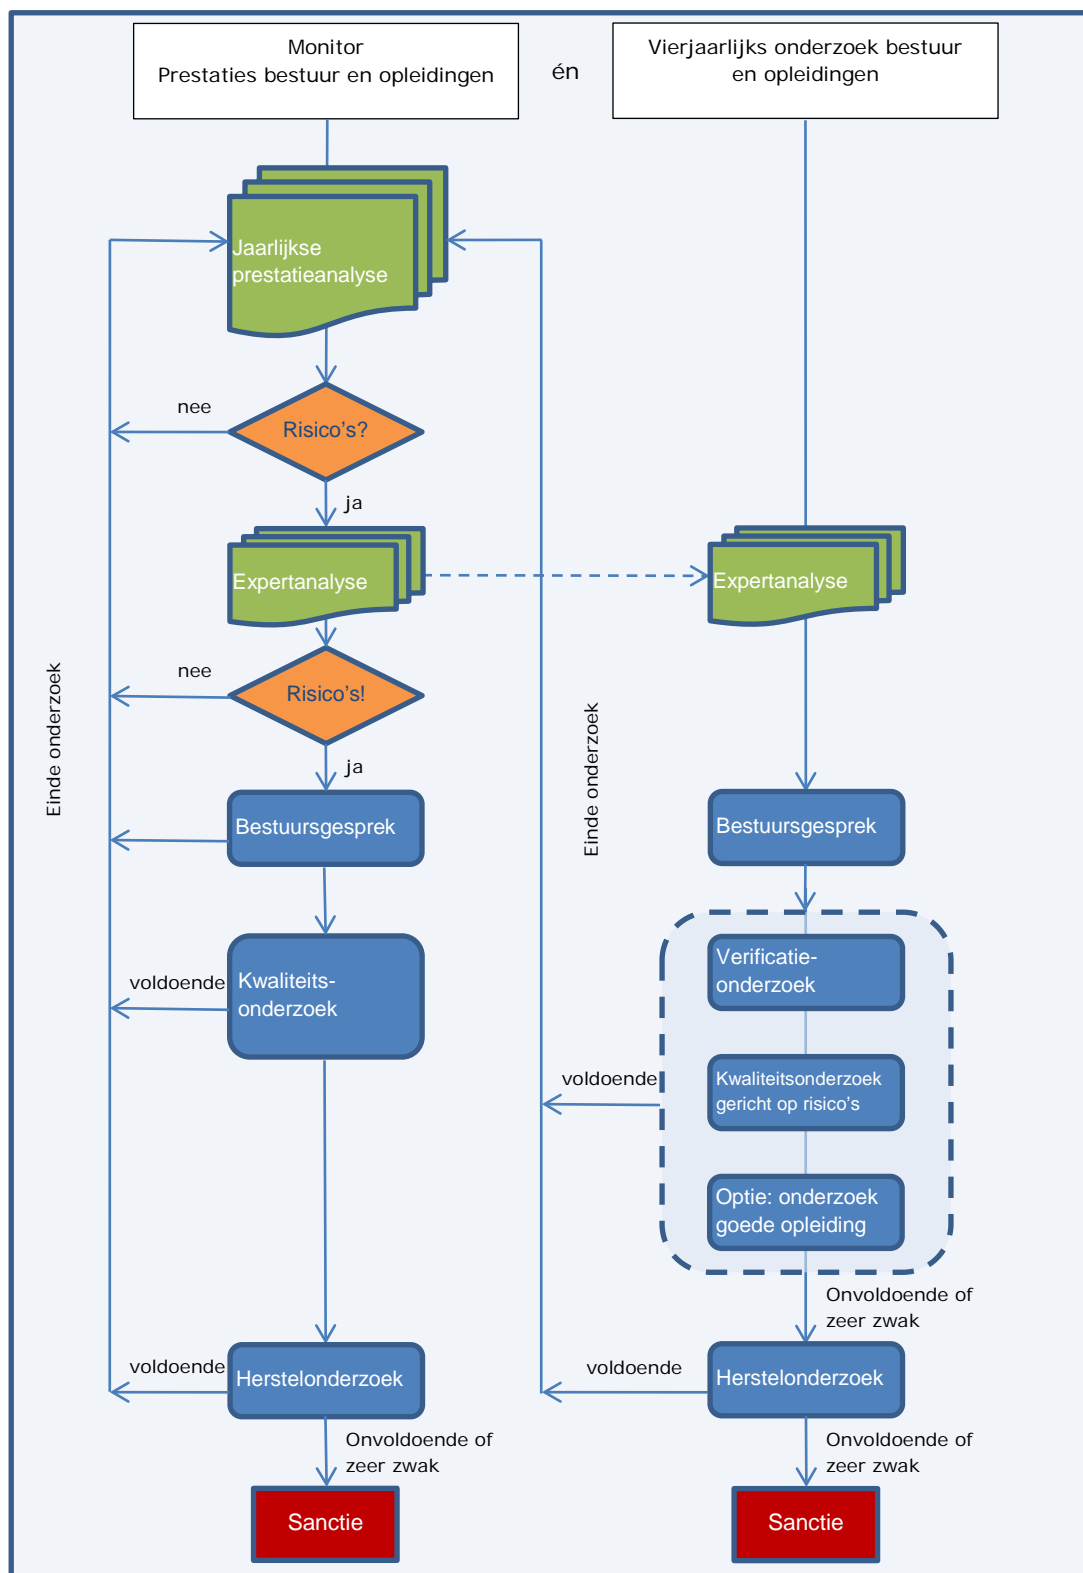 Monitor
Prestaties bestuur en opleidingen
én
Vierjaarlijks onderzoek bestuur
en opleidingen
Jaarlijkse
prestatieanalyse
nee
Risico's?
ja
Expertanalyse
Expertanalyse
nee
Risico's!
ja
Einde onderzoek
Einde onderzoek
Bestuursgesprek
Bestuursgesprek
voldoende
Kwaliteits-
onderzoek
Verificatie-
onderzoek
voldoende
Kwaliteitsonderzoek
gericht op risico's
Optie: onderzoek
goede opleiding
Onvoldoende of
zeer zwak
voldoende
Herstelonderzoek
voldoende
Herstelonderzoek
Onvoldoende of
zeer zwak
Onvoldoende of
zeer zwak
Sanctie
Sanctie